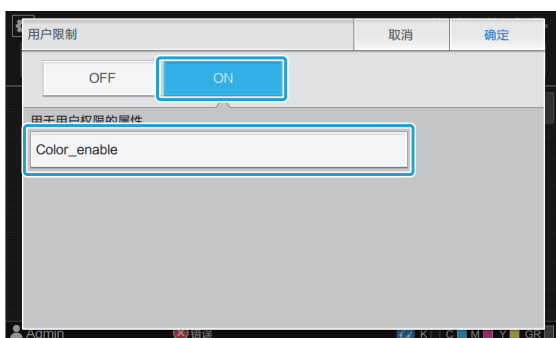 用户限制 取消 确定
OFF ON
用于用户权限的属性
Color_enable
Admin 错误 K C M Y GR